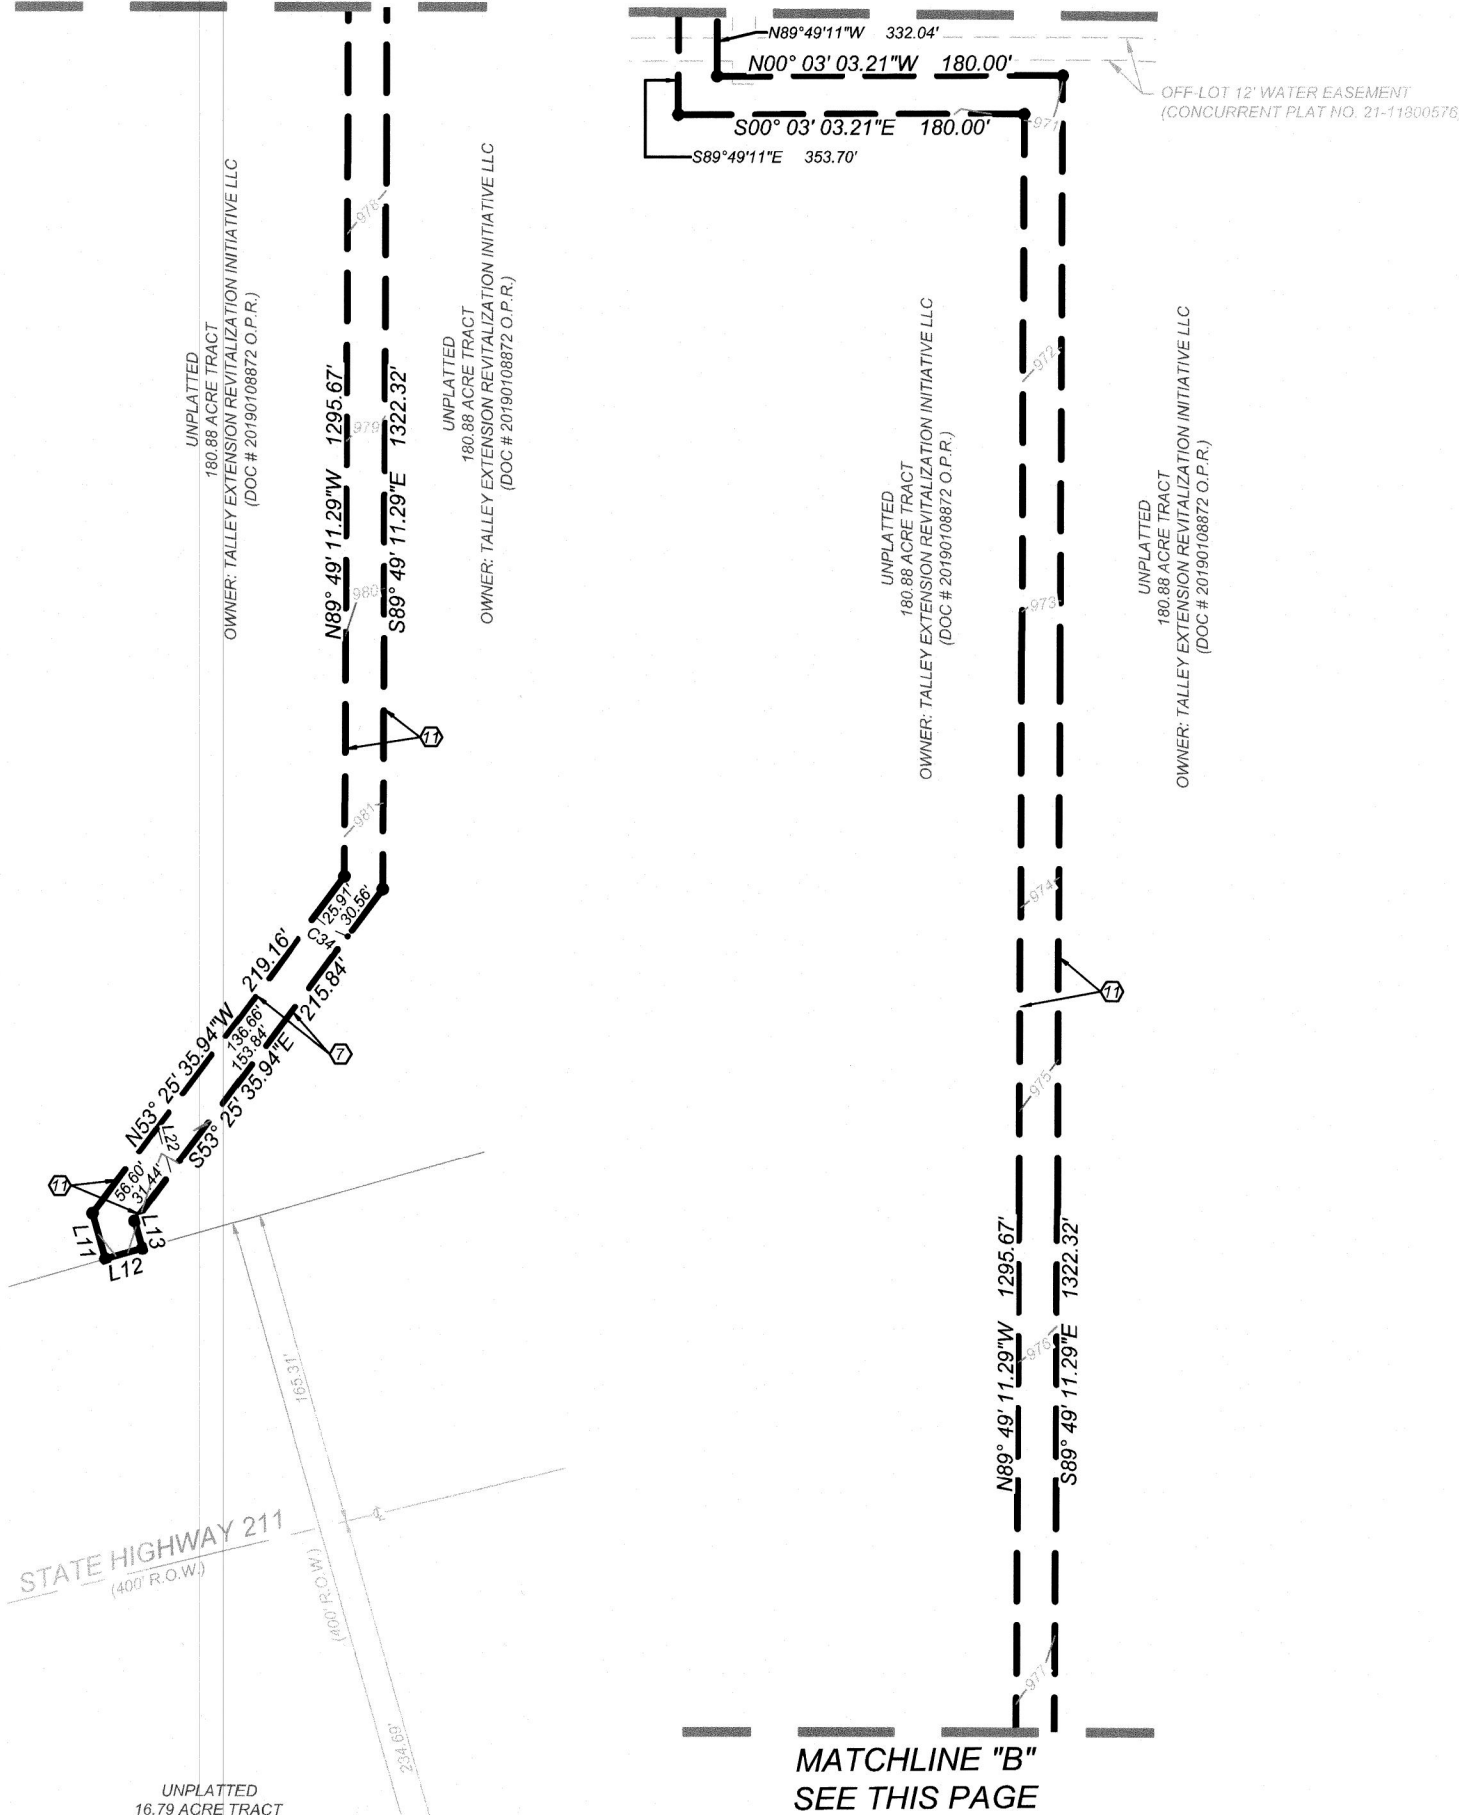 N89°49'11"W 332.04'
N00° 03' 03.21"W 180.00'
OFF-LOT 12' WATER EASEMENT
(CONCURRENT PLAT NO. 21-11800576
971
S00° 03' 03.21"E 180.00'
S89°49'11"E 353.70'
978
UNPLATTED
180.88 ACRE TRACT
OWNER: TALLEY EXTENSION REVITALIZATION INITIATIVE LLC
(DOC # 20190108872 O.P.R.)
N89° 49' 11.29"W 1295.67'
979
S89° 49' 11.29"E 1322.32'
UNPLATTED
180.88 ACRE TRACT
OWNER: TALLEY EXTENSION REVITALIZATION INITIATIVE LLC
(DOC # 20190108872 O.P.R.)
980
11
981
25.91'
30.56'
C34
N53° 25' 35.94"W 219.16'
136.66'
153.84'
S53° 25' 35.94"E 215.84'
7
L22
11
56.60'
31.44'
L11
L13
L12
165.31'
℄
STATE HIGHWAY 211
(400' R.O.W.)
(400' R.O.W.)
234.69'
UNPLATTED
16.79 ACRE TRACT
972
UNPLATTED
180.88 ACRE TRACT
OWNER: TALLEY EXTENSION REVITALIZATION INITIATIVE LLC
(DOC # 20190108872 O.P.R.)
973
UNPLATTED
180.88 ACRE TRACT
OWNER: TALLEY EXTENSION REVITALIZATION INITIATIVE LLC
(DOC # 20190108872 O.P.R.)
974
11
975
N89° 49' 11.29"W 1295.67'
976
S89° 49' 11.29"E 1322.32'
977
MATCHLINE "B"
SEE THIS PAGE